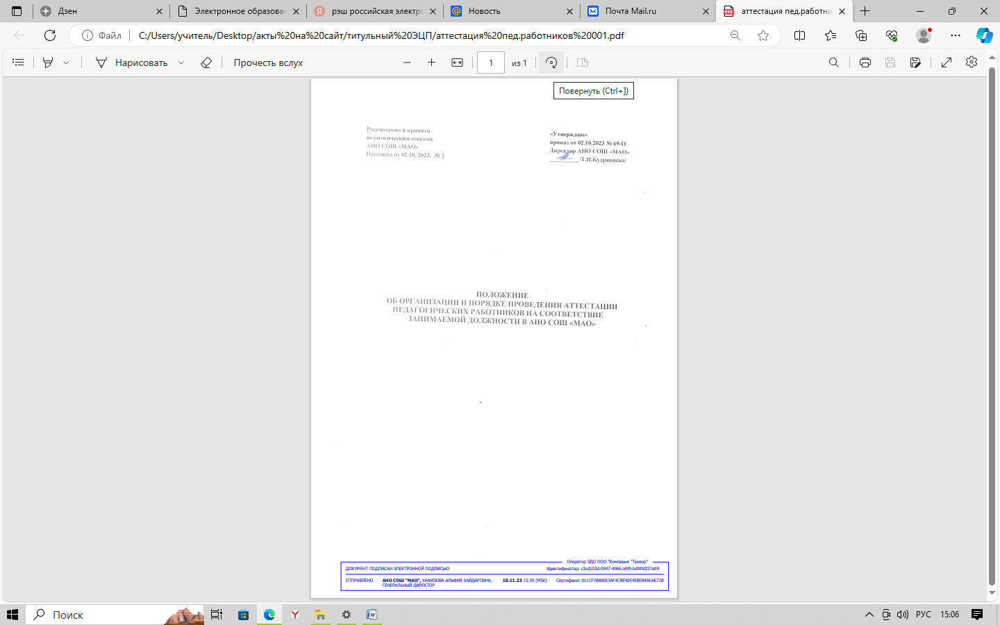 Дзен
Электронное образован
рэш российская электро
Новость
Почта Mail.ru
PDF
аттестация пед.работни
Файл
C:/Users/учитель/Desktop/акты%20на%20сайт/титульный%20ЭЦП/аттестация%20пед.работников%20001.pdf
Нарисовать
Прочесть вслух
1
из 1
Повернуть (Ctrl+])
Рассмотрено и принято
педагогическим советом
АНО СОШ «МАО»
Протокол от 02.10. 2023. № 2
«Утверждаю»
приказ от 02.10.2023 № 69-О
Директор АНО СОШ «МАО»
/Т.И.Кудрявцева/
ПОЛОЖЕНИЕ
ОБ ОРГАНИЗАЦИИ И ПОРЯДКЕ ПРОВЕДЕНИЯ АТТЕСТАЦИИ
ПЕДАГОГИЧЕСКИХ РАБОТНИКОВ НА СООТВЕТСТВИЕ
ЗАНИМАЕМОЙ ДОЛЖНОСТИ В АНО СОШ «МАО»
Оператор ЭДО ООО "Компания "Тензор"
ДОКУМЕНТ ПОДПИСАН ЭЛЕКТРОННОЙ ПОДПИСЬЮ
Идентификатор: c3cd103d-0947-4966-afd9-bd9f40f27e09
ОТПРАВЛЕНО
АНО СОШ "МАО", ХАФИЗОВА АЛЬФИЯ ХАЙДАРОВНА,
ГЕНЕРАЛЬНЫЙ ДИРЕКТОР
10.11.23 13:39 (MSK)
Сертификат 011CF78800E3AF4CBE4054E8EB4AEAE72B
Поиск
РУС
15:06